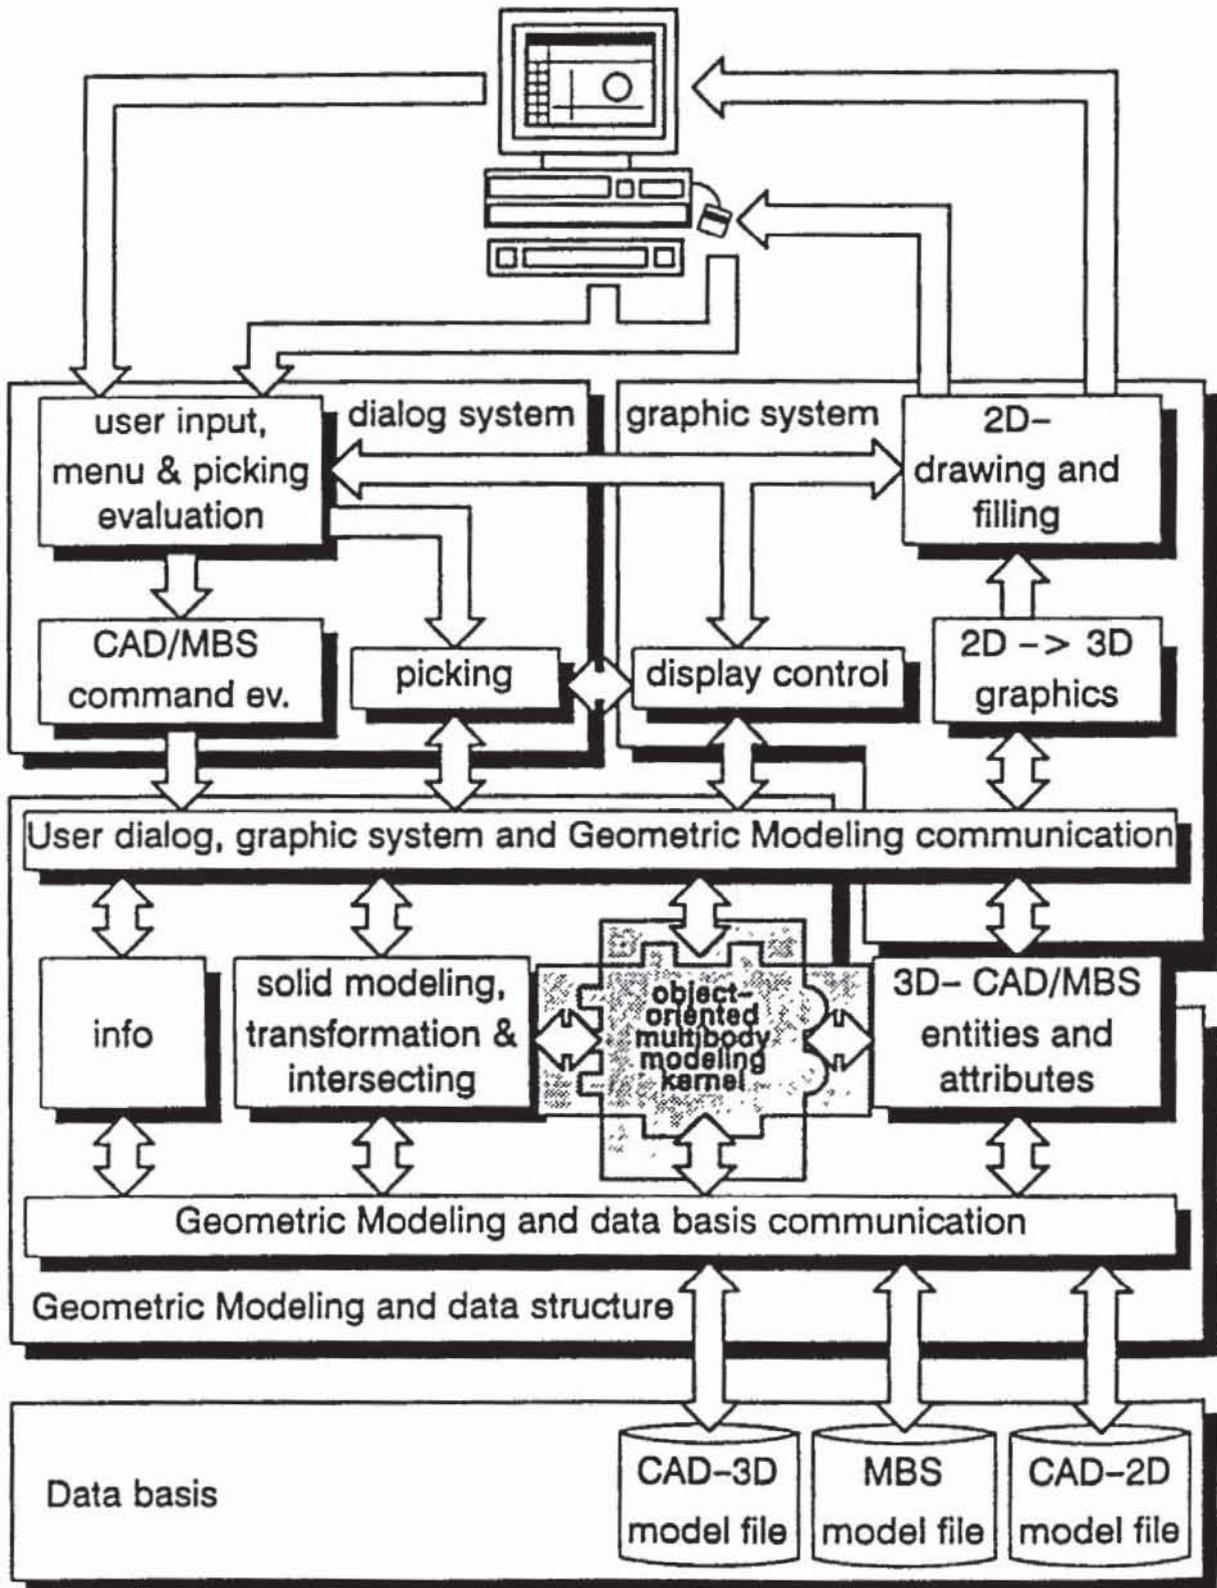 user input,
menu & picking
evaluation
dialog system
graphic system
2D–
drawing and
filling
CAD/MBS
command ev.
picking
display control
2D –> 3D
graphics
User dialog, graphic system and Geometric Modeling communication
info
solid modeling,
transformation &
intersecting
object–
oriented
multibody
modeling
kernel
3D– CAD/MBS
entities and
attributes
Geometric Modeling and data basis communication
Geometric Modeling and data structure
Data basis
CAD–3D
model file
MBS
model file
CAD–2D
model file